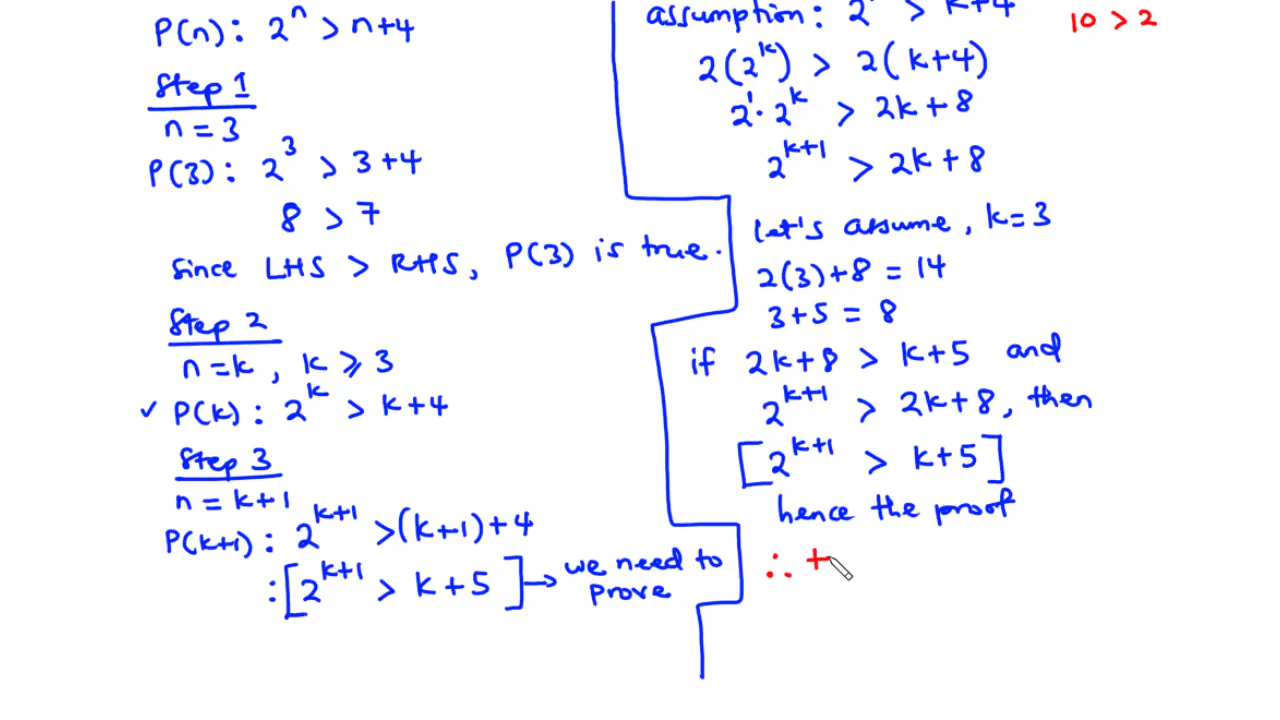 P(n): 2^n > n+4
Step 1
n = 3
P(3): 2^3 > 3+4
8 > 7
Since LHS > RHS, P(3) is true.
Step 2
n = k, k ⩾ 3
✓ P(k): 2^k > k+4
Step 3
n = k+1
P(k+1): 2^{k+1} > (k+1)+4
: [2^{k+1} > k+5] → we need to
prove
assumption: 2^k > k+4
2(2^k) > 2(k+4)
2^1 · 2^k > 2k+8
2^{k+1} > 2k+8
let's assume, k=3
2(3)+8 = 14
3+5 = 8
if 2k+8 > k+5 and
2^{k+1} > 2k+8, then
[2^{k+1} > k+5]
hence the proof
∴ t
10 > 2